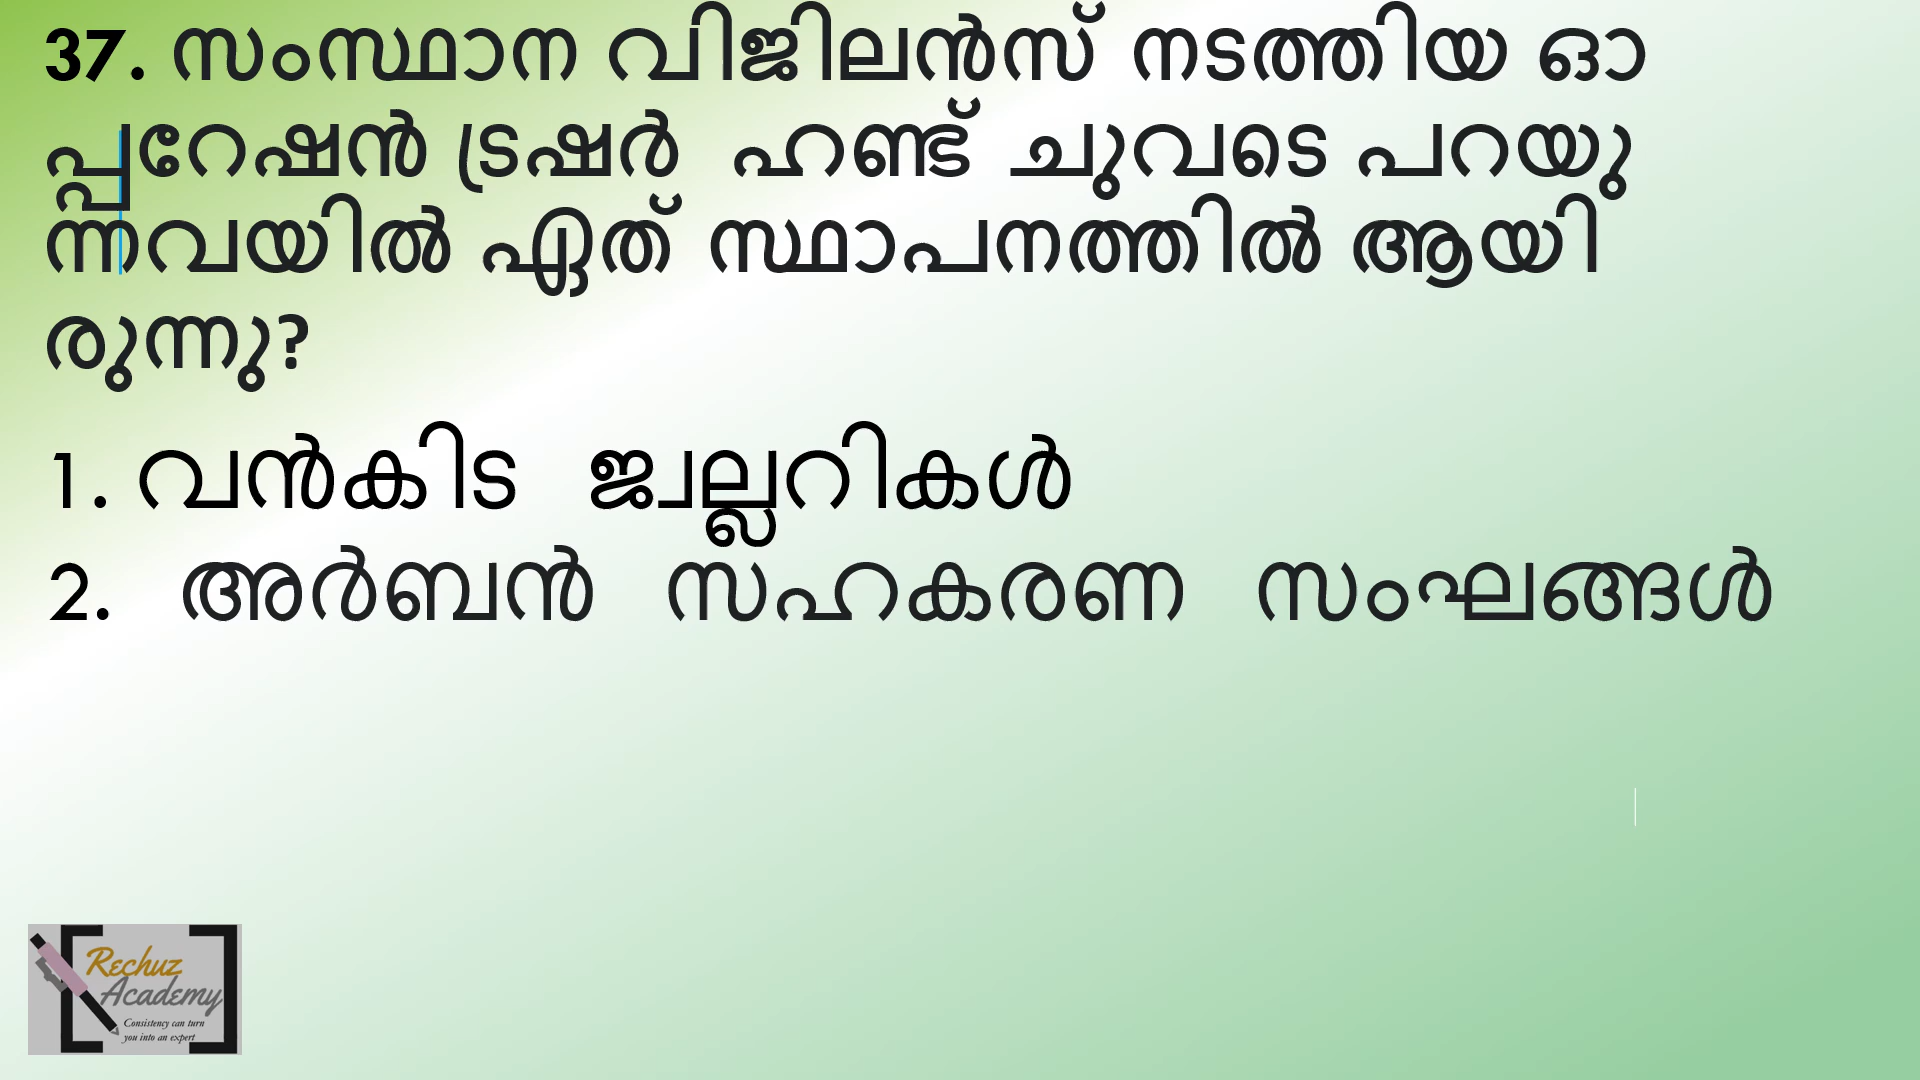 37. സംസ്ഥാന വിജിലൻസ് നടത്തിയ ഓ
പ്പറേഷൻ ട്രഷർ ഹണ്ട് ചുവടെ പറയു
ന്നവയിൽ ഏത് സ്ഥാപനത്തിൽ ആയി
രുന്നു?
1. വൻകിട ജ്വല്ലറികൾ
2. അർബൻ സഹകരണ സംഘങ്ങൾ
Rechuz
Academy
Consistency can turn
you into an expert